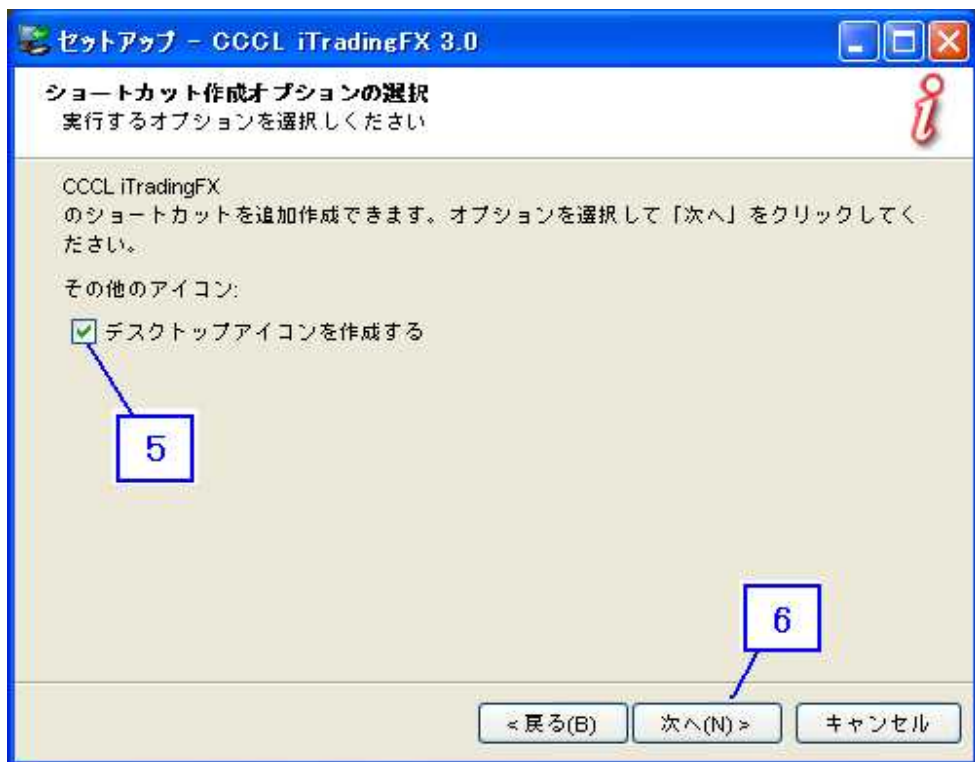 セットアップ - CCCL iTradingFX 3.0
ショートカット作成オプションの選択
実行するオプションを選択しください
CCCL iTradingFX
のショートカットを追加作成できます。オプションを選択して「次へ」をクリックしてく
ださい。
その他のアイコン:
デスクトップアイコンを作成する
5
6
<戻る(B)
次へ(N)>
キャンセル